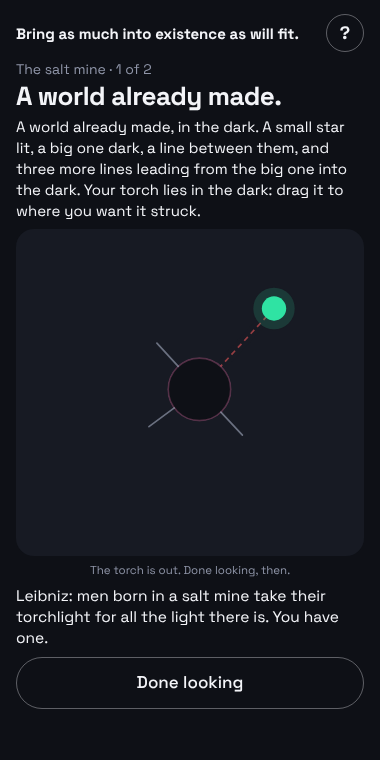 Bring as much into existence as will fit.
?
The salt mine · 1 of 2
A world already made.
A world already made, in the dark. A small star
lit, a big one dark, a line between them, and
three more lines leading from the big one into
the dark. Your torch lies in the dark: drag it to
where you want it struck.
The torch is out. Done looking, then.
Leibniz: men born in a salt mine take their
torchlight for all the light there is. You have
one.
Done looking